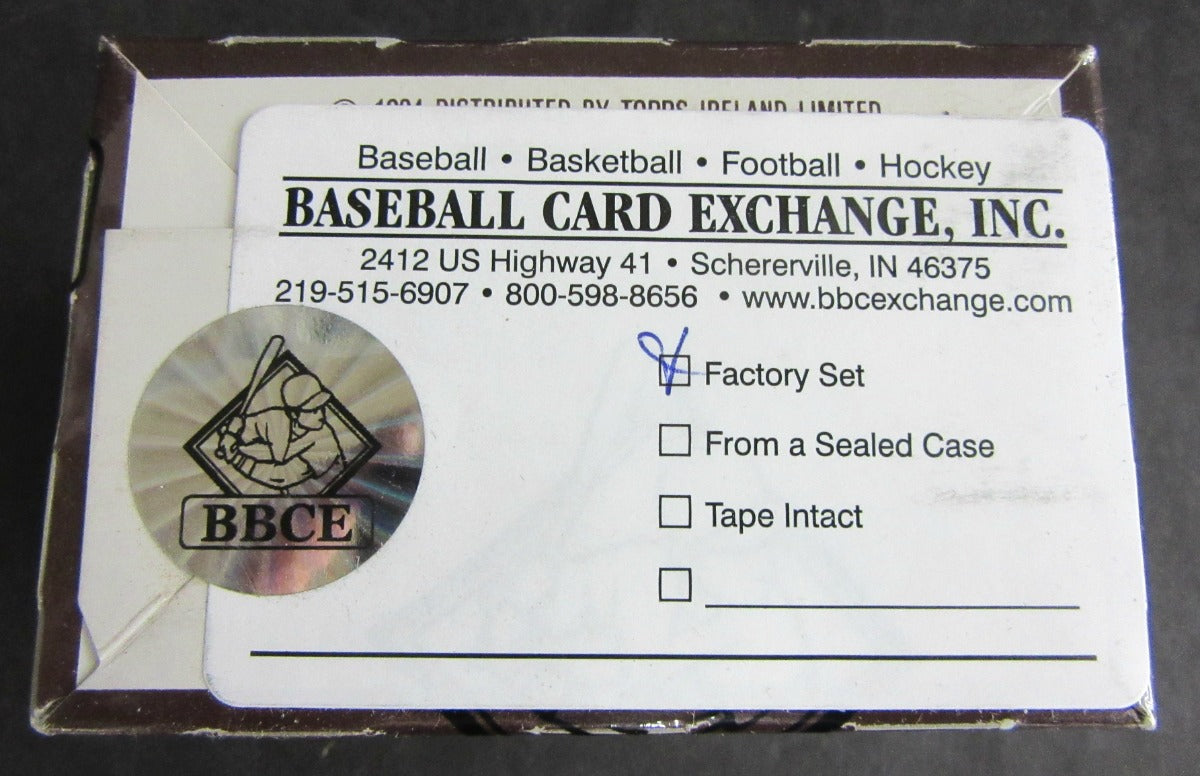 © 1991 DISTRIBUTED BY TOPPS IRELAND LIMITED
Baseball • Basketball • Football • Hockey
BASEBALL CARD EXCHANGE, INC.
2412 US Highway 41 • Schererville, IN 46375
219-515-6907 • 800-598-8656 • www.bbcexchange.com
Factory Set
From a Sealed Case
Tape Intact
BBCE